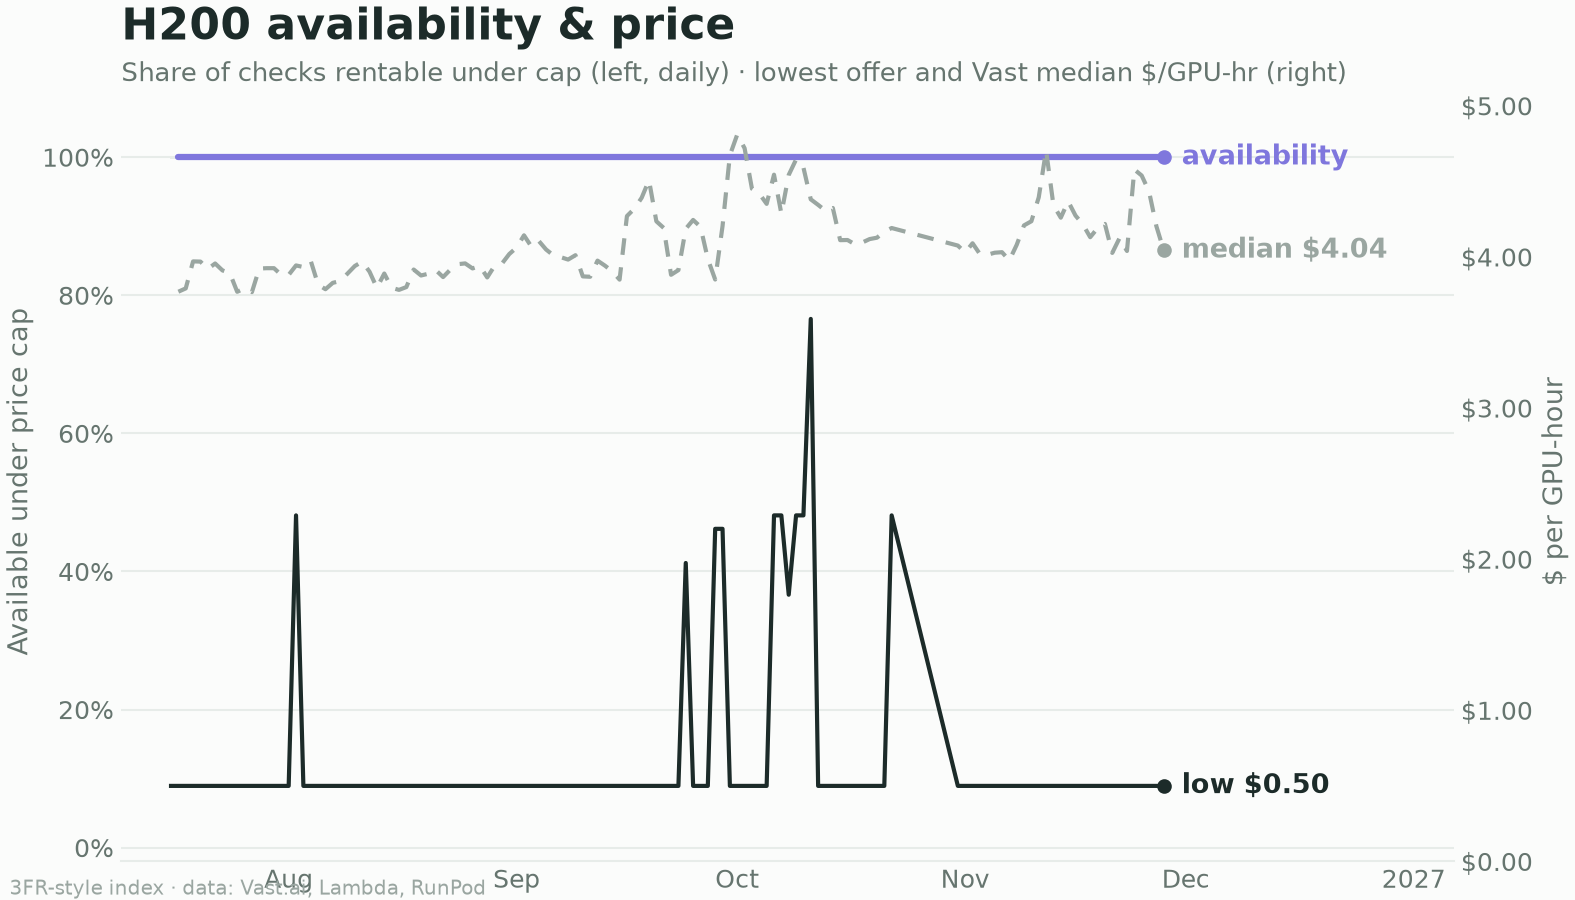 H200 availability & price
Share of checks rentable under cap (left, daily) · lowest offer and Vast median $/GPU-hr (right)
$5.00
100%
availability
median $4.04
$4.00
80%
Available under price cap
$ per GPU-hour
$3.00
60%
40%
$2.00
20%
$1.00
low $0.50
0%
$0.00
Aug
Sep
Oct
Nov
Dec
2027
3FR-style index · data: Vast.ai, Lambda, RunPod